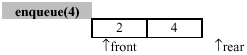 enqueue(4)
2 4
↑front ↑rear